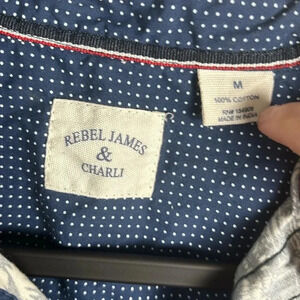 REBEL JAMES
&
CHARLI
M
100% COTTON
MADE IN INDIA